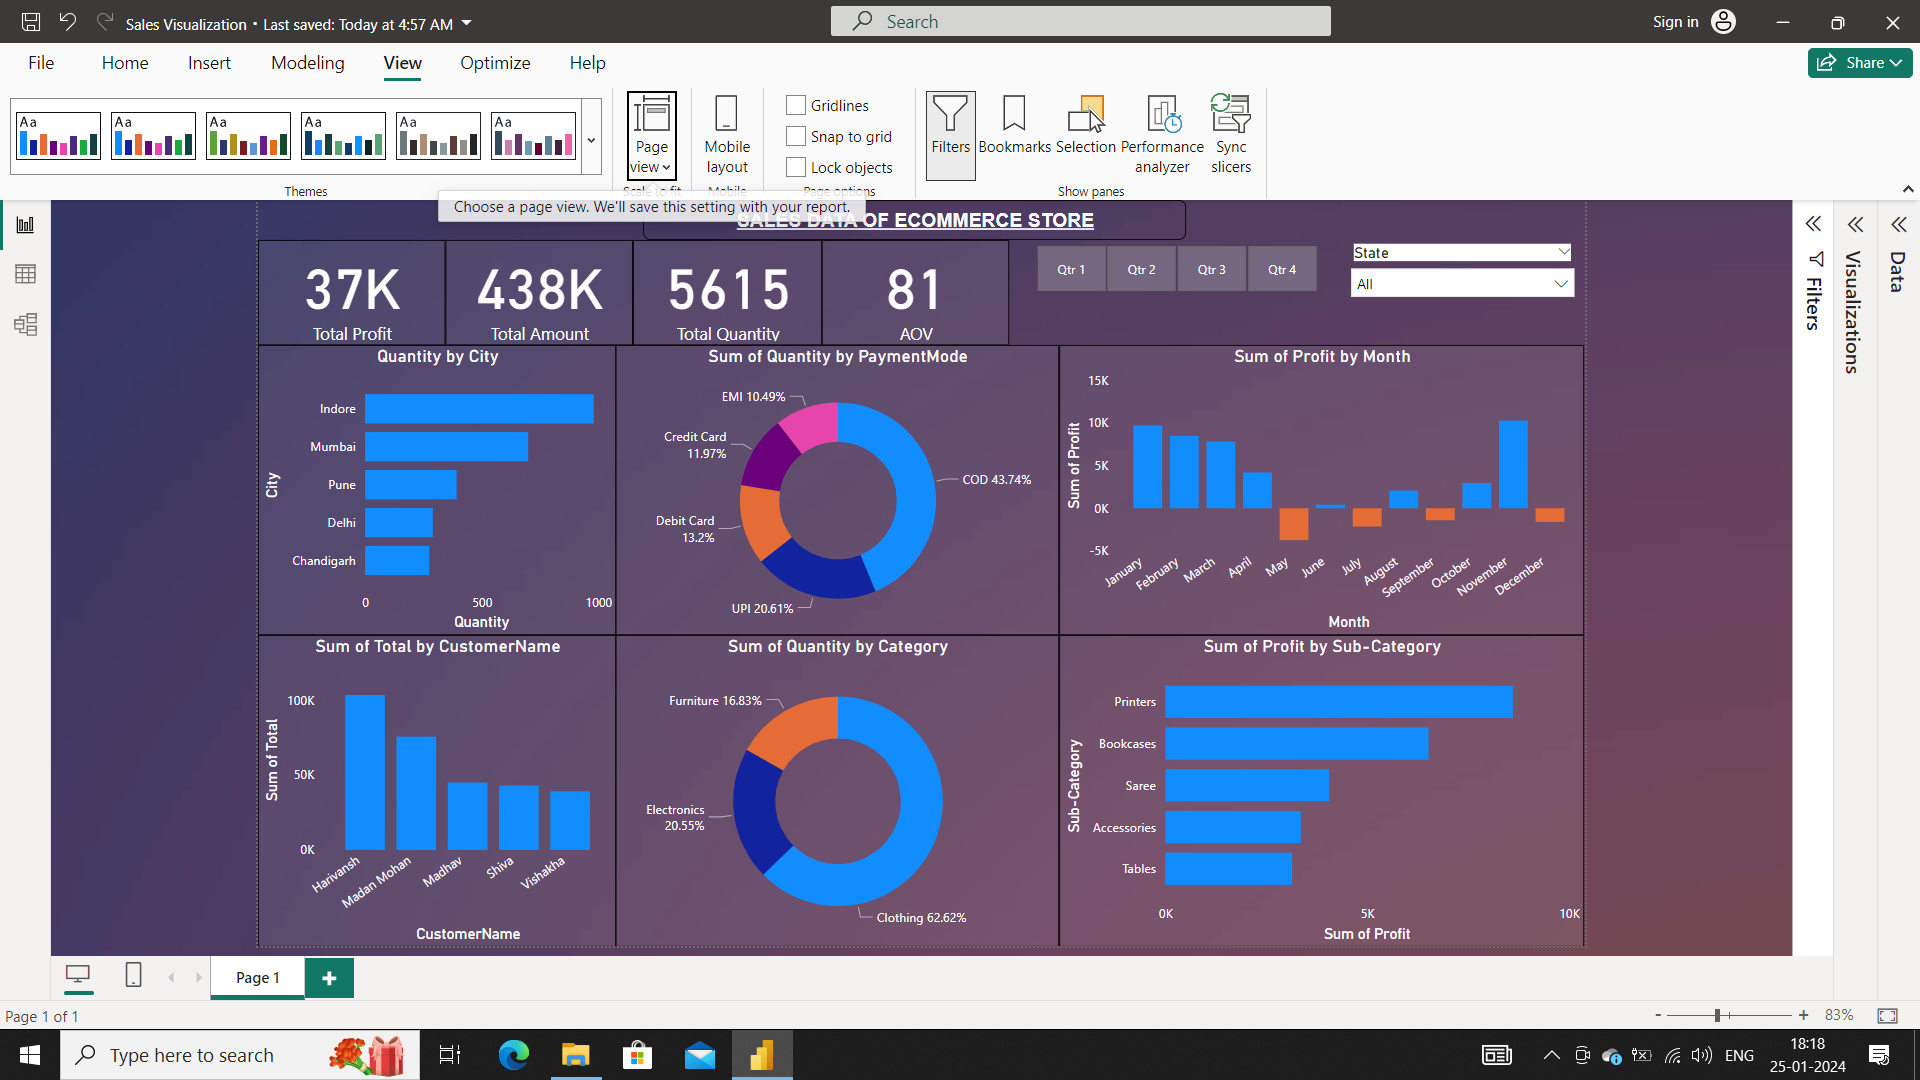 Sales Visualization • Last saved: Today at 4:57 AM
Search
Sign in
File
Home
Insert
Modeling
View
Optimize
Help
Share
Aa
Aa
Aa
Aa
Aa
Aa
Themes
Page view
Scale to fit
Mobile layout
Mobile
Gridlines
Snap to grid
Lock objects
Page options
Filters
Bookmarks
Selection
Performance analyzer
Sync slicers
Show panes
Choose a page view. We'll save this setting with your report.
SALES DATA OF ECOMMERCE STORE
37K
Total Profit
438K
Total Amount
5615
Total Quantity
81
AOV
Qtr 1
Qtr 2
Qtr 3
Qtr 4
State
All
Filters
Visualizations
Data
Quantity by City
City
Indore
Mumbai
Pune
Delhi
Chandigarh
0
500
1000
Quantity
Sum of Quantity by PaymentMode
EMI 10.49%
Credit Card
11.97%
COD 43.74%
Debit Card
13.2%
UPI 20.61%
Sum of Profit by Month
Sum of Profit
15K
10K
5K
0K
-5K
January
February
March
April
May
June
July
August
September
October
November
December
Month
Sum of Total by CustomerName
Sum of Total
100K
50K
0K
Harivansh
Madan Mohan
Madhav
Shiva
Vishakha
CustomerName
Sum of Quantity by Category
Furniture 16.83%
Electronics
20.55%
Clothing 62.62%
Sum of Profit by Sub-Category
Sub-Category
Printers
Bookcases
Saree
Accessories
Tables
0K
5K
10K
Sum of Profit
Page 1
+
Page 1 of 1
- + 83%
Type here to search
ENG
18:18
25-01-2024